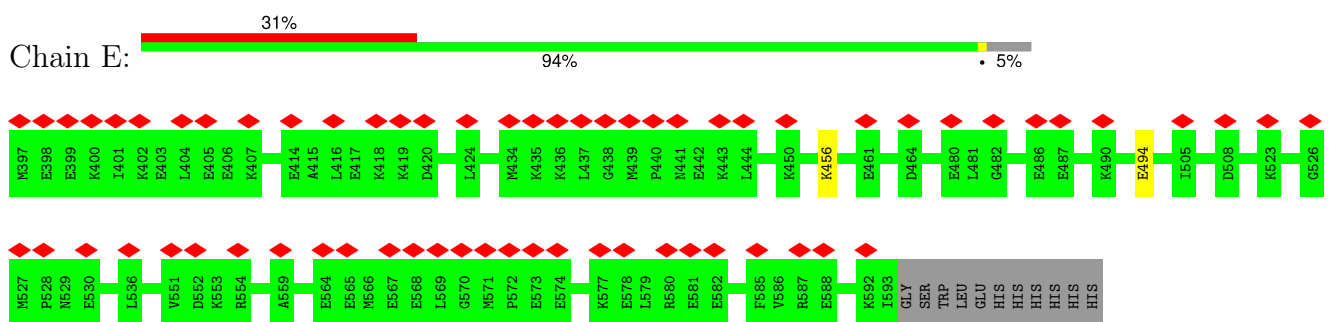 31%
Chain E:
94% • 5%
M397 E398 E399 K400 I401 K402 E403 L404 E405 E406 K407 E414 A415 L416 E417 K418 K419 D420 L424 M434 K435 K436 L437 G438 M439 P440 N441 E442 K443 L444 K450 K456 E461 D464 E480 L481 G482 E486 E487 K490 E494 I505 D508 K523 G526
M527 P528 N529 E530 L536 V551 D552 K553 R554 A559 E564 E565 M566 E567 E568 L569 G570 M571 P572 E573 E574 K577 E578 L579 R580 E581 E582 F585 V586 R587 E588 K592 I593 GLY SER TRP LEU GLU HIS HIS HIS HIS HIS HIS